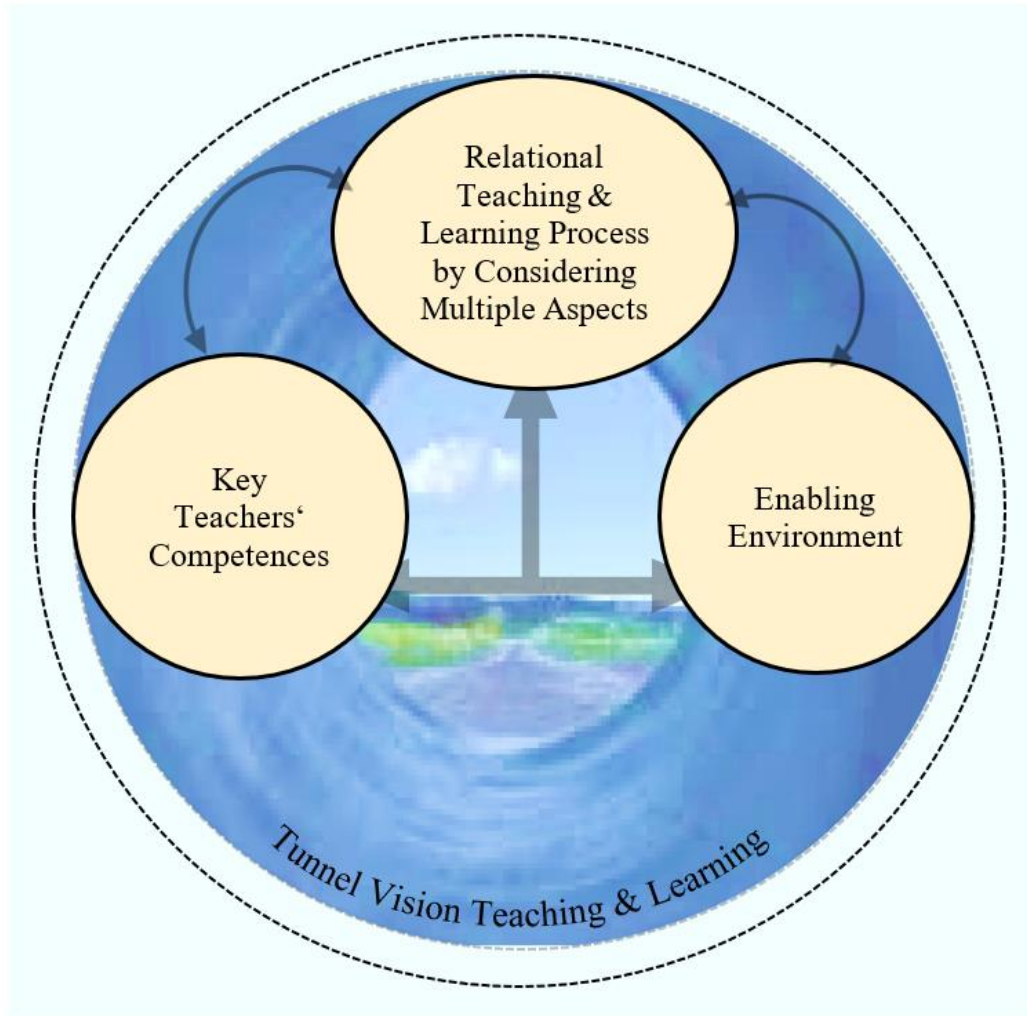 Relational
Teaching &
Learning Process
by Considering
Multiple Aspects
Key
Teachers‘
Competences
Enabling
Environment
Tunnel Vision Teaching & Learning